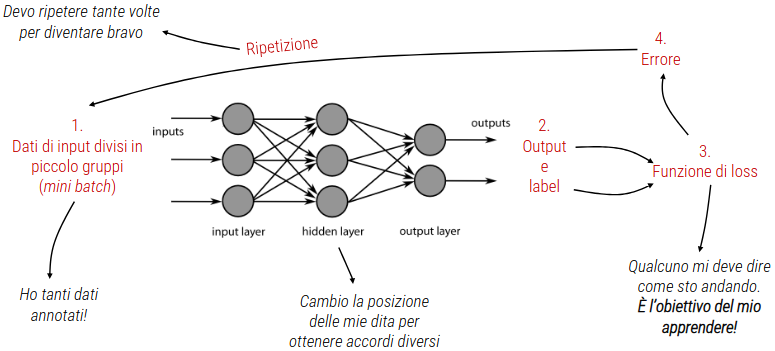 Devo ripetere tante volte
per diventare bravo
Ripetizione
4.
Errore
1.
Dati di input divisi in
piccolo gruppi
(mini batch)
inputs
outputs
2.
Output
e
label
3.
Funzione di loss
input layer
hidden layer
output layer
Ho tanti dati
annotati!
Cambio la posizione
delle mie dita per
ottenere accordi diversi
Qualcuno mi deve dire
come sto andando.
È l'obiettivo del mio
apprendere!